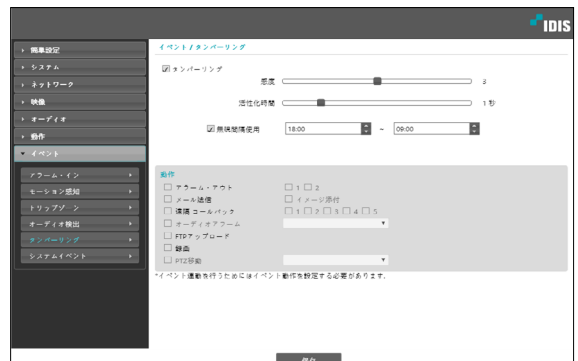 IDIS
簡単設定
システム
ネットワーク
映像
オーディオ
動作
イベント
アラーム・イン
モーション感知
トリップゾーン
オーディオ検出
タンパーリング
システムイベント
イベント / タンパーリング
タンパーリング
感度 8
活性化時間 1 秒
無視間隔使用 18:00 ~ 09:00
動作
アラーム・アウト 1 2
メール送信 イメージ添付
遠隔コールバック 1 2 3 4 5
オーディオアラーム
FTPアップロード
録画
PTZ移動
*イベント連動を行うためにはイベント動作を設定する必要があります.
保存